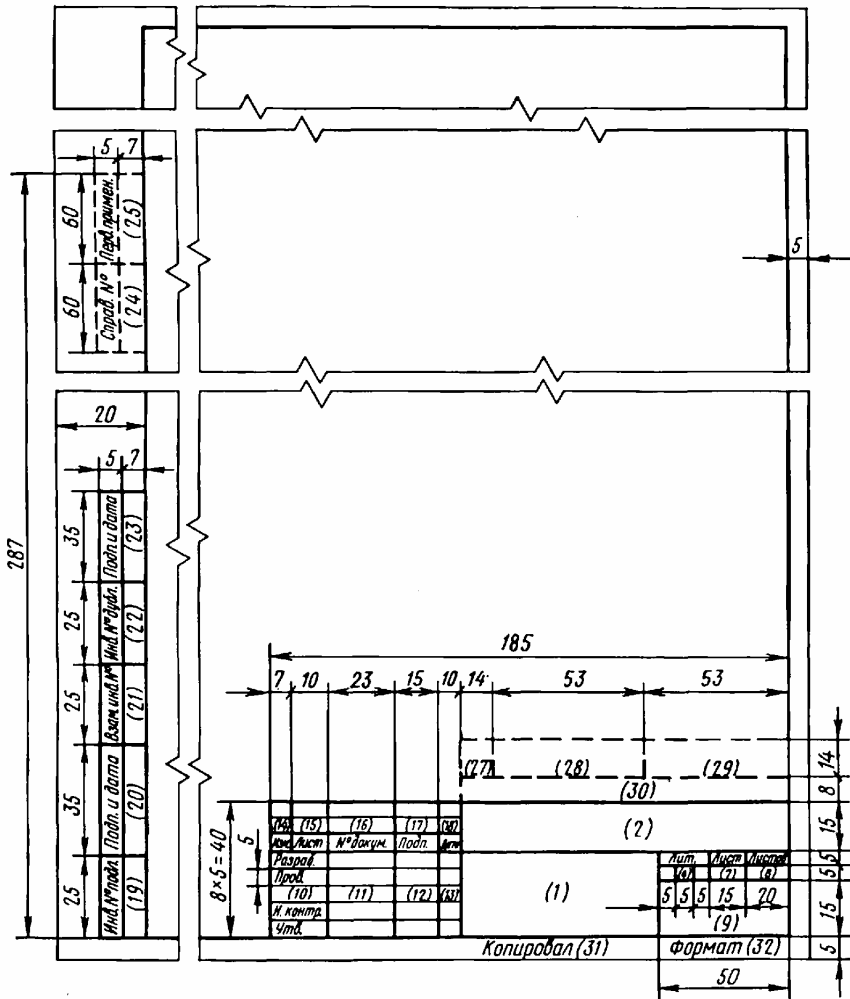 5 7
60 Перв. примен. (25)
60 Справ. № (24)
5
20
5 7
287
35 Подп. и дата (23)
25 Инв. № дубл. (22)
25 Взам. инв. № (21)
35 Подп. и дата (20)
25 Инв. № подл. (19)
185
7 10 23 15 10 14 53 53
(27) (28) (29) 14
(30) 8
(14) (15) (16) (17) (18) (2) 15
Изм. Лист № докум. Подп. Дата
8×5=40
5
Разраб. Лит. Лист Листов 5
Пров. (4) (7) (8) 5
(10) (11) (12) (13) (1) 5 5 5 15 20
Н. контр. (9) 15
Утв.
Копировал (31) Формат (32) 5
50